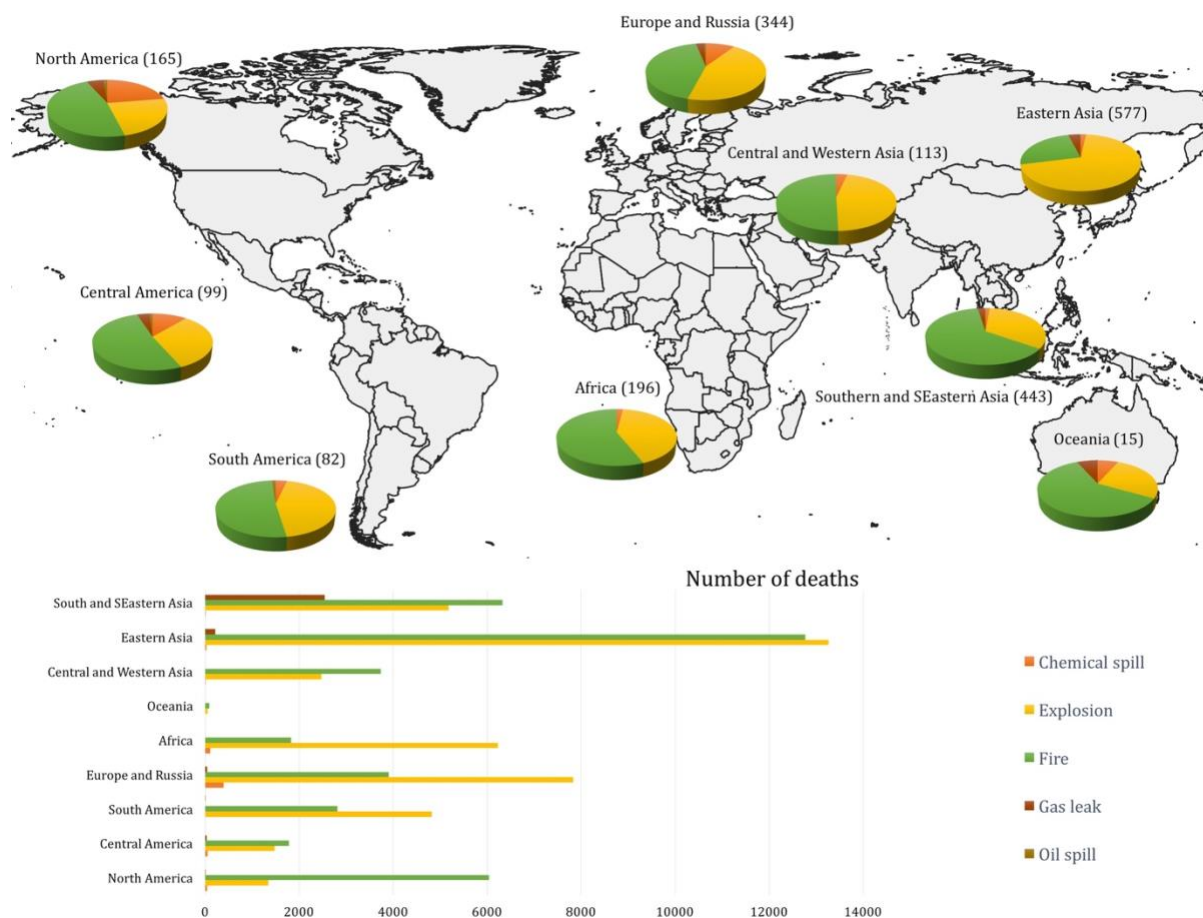 Europe and Russia (344)
North America (165)
Eastern Asia (577)
Central and Western Asia (113)
Central America (99)
Africa (196)
Southern and SEastern Asia (443)
Oceania (15)
South America (82)
Number of deaths
South and SEastern Asia
Eastern Asia
Central and Western Asia
Oceania
Africa
Europe and Russia
South America
Central America
North America
0 2000 4000 6000 8000 10000 12000 14000
Chemical spill
Explosion
Fire
Gas leak
Oil spill